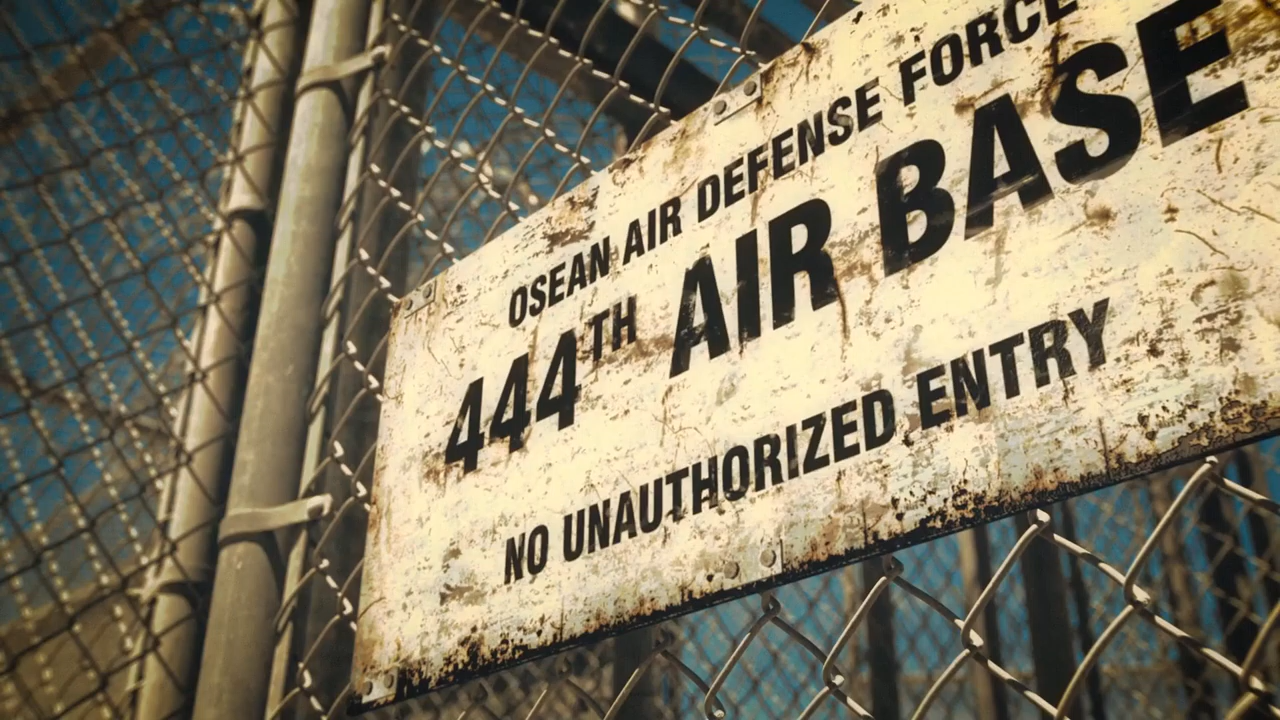 OSEAN AIR DEFENSE FORCE
444TH AIR BASE
NO UNAUTHORIZED ENTRY